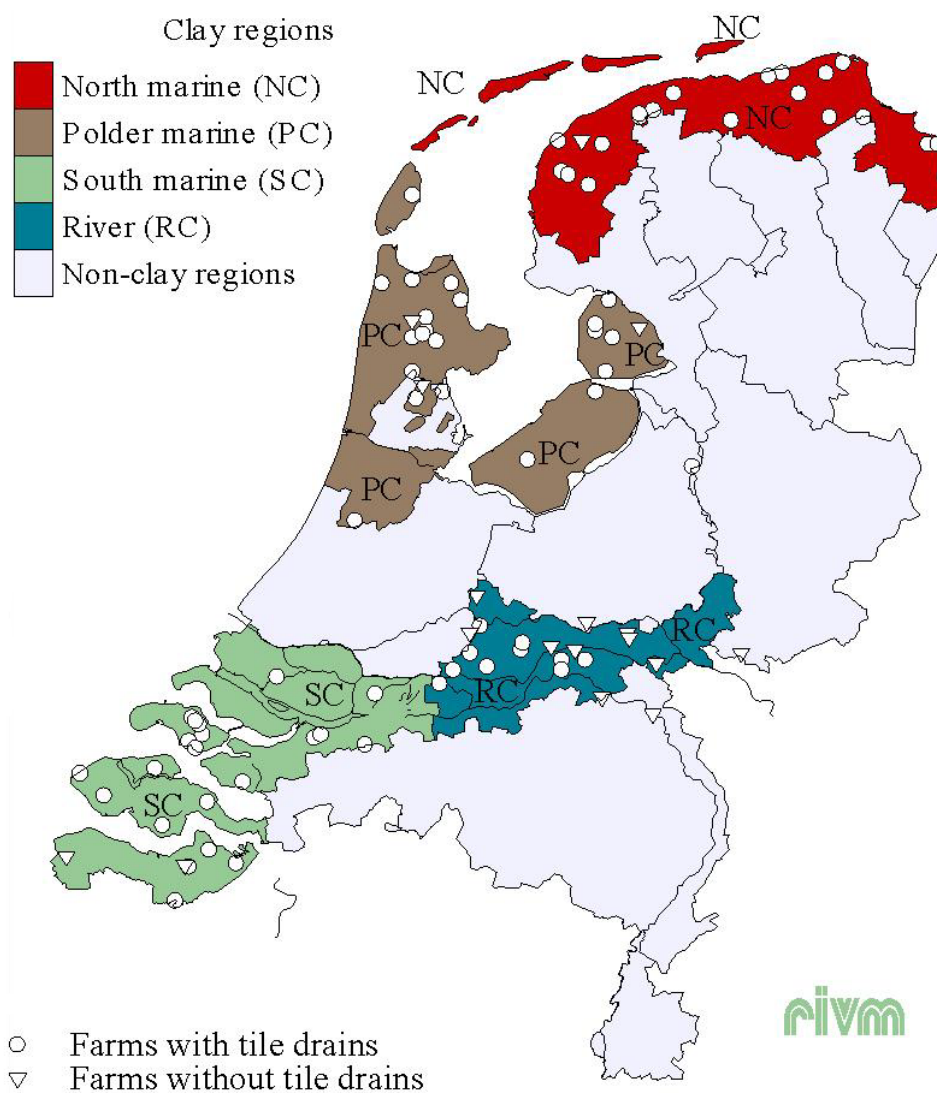 Clay regions
North marine (NC)
Polder marine (PC)
South marine (SC)
River (RC)
Non-clay regions
NC
NC
NC
PC
PC
PC
PC
RC
RC
SC
SC
rivm
Farms with tile drains
Farms without tile drains